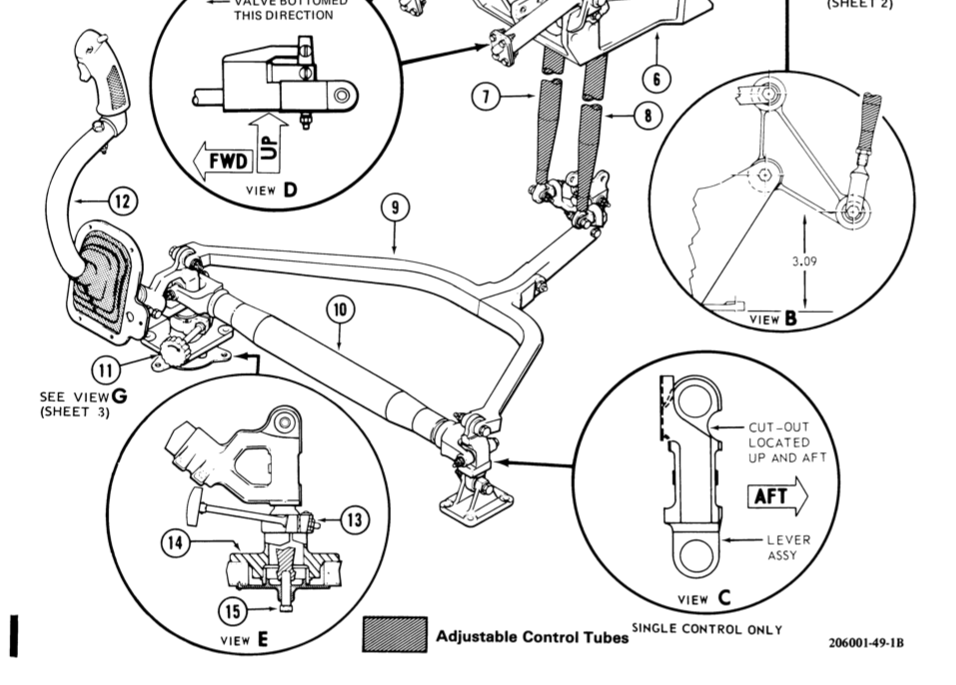 VALVE BOTTOMED
THIS DIRECTION
(SHEET 2)
6
7
8
FWD
UP
VIEW D
12
9
3.09
VIEW B
10
11
SEE VIEW G
(SHEET 3)
CUT-OUT
LOCATED
UP AND AFT
AFT
LEVER
ASSY
VIEW C
13
14
15
VIEW E
Adjustable Control Tubes
SINGLE CONTROL ONLY
206001-49-1B